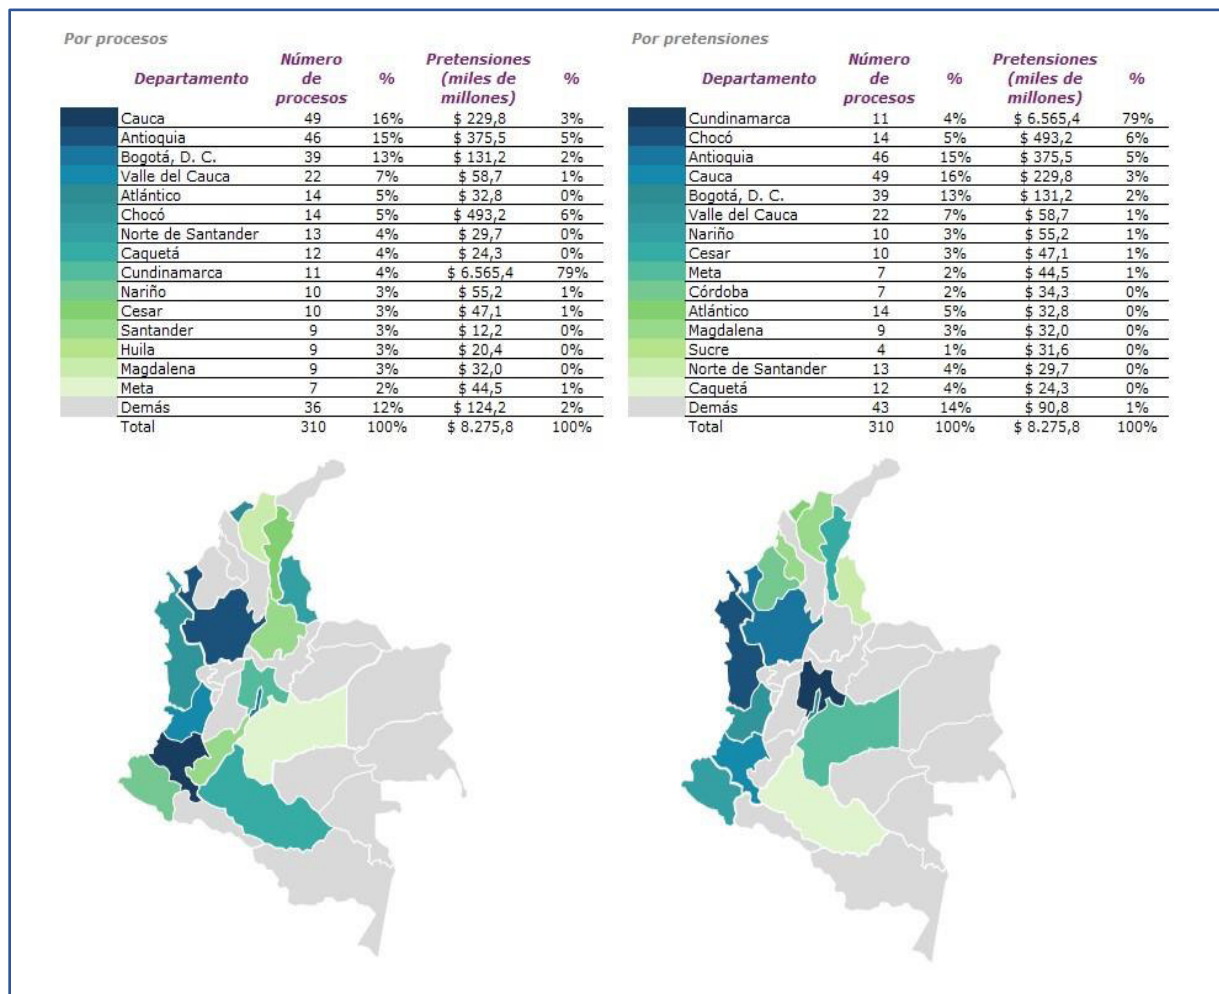 Por procesos
Departamento Número de procesos % Pretensiones (miles de millones) %
Cauca 49 16% $ 229,8 3%
Antioquia 46 15% $ 375,5 5%
Bogotá, D. C. 39 13% $ 131,2 2%
Valle del Cauca 22 7% $ 58,7 1%
Atlántico 14 5% $ 32,8 0%
Chocó 14 5% $ 493,2 6%
Norte de Santander 13 4% $ 29,7 0%
Caquetá 12 4% $ 24,3 0%
Cundinamarca 11 4% $ 6.565,4 79%
Nariño 10 3% $ 55,2 1%
Cesar 10 3% $ 47,1 1%
Santander 9 3% $ 12,2 0%
Huila 9 3% $ 20,4 0%
Magdalena 9 3% $ 32,0 0%
Meta 7 2% $ 44,5 1%
Demás 36 12% $ 124,2 2%
Total 310 100% $ 8.275,8 100%
Por pretensiones
Departamento Número de procesos % Pretensiones (miles de millones) %
Cundinamarca 11 4% $ 6.565,4 79%
Chocó 14 5% $ 493,2 6%
Antioquia 46 15% $ 375,5 5%
Cauca 49 16% $ 229,8 3%
Bogotá, D. C. 39 13% $ 131,2 2%
Valle del Cauca 22 7% $ 58,7 1%
Nariño 10 3% $ 55,2 1%
Cesar 10 3% $ 47,1 1%
Meta 7 2% $ 44,5 1%
Córdoba 7 2% $ 34,3 0%
Atlántico 14 5% $ 32,8 0%
Magdalena 9 3% $ 32,0 0%
Sucre 4 1% $ 31,6 0%
Norte de Santander 13 4% $ 29,7 0%
Caquetá 12 4% $ 24,3 0%
Demás 43 14% $ 90,8 1%
Total 310 100% $ 8.275,8 100%